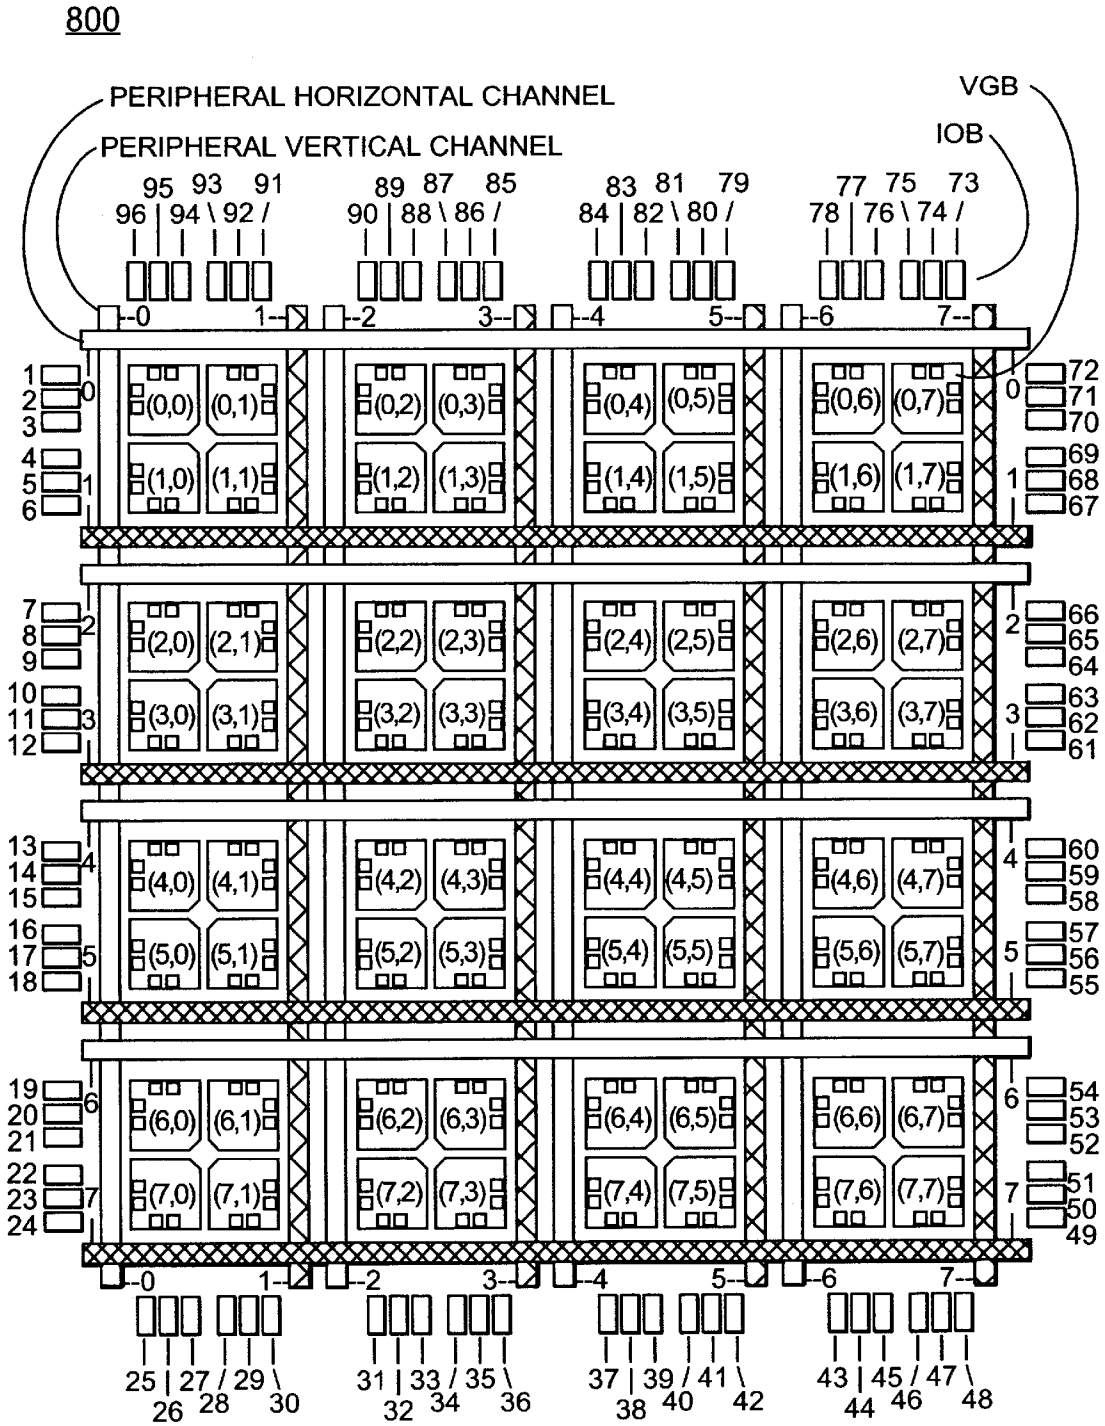 800
VGB
PERIPHERAL HORIZONTAL CHANNEL
IOB
PERIPHERAL VERTICAL CHANNEL
95 93 91 89 87 85 83 81 79 77 75 73
96 94 92 90 88 86 84 82 80 78 76 74
--0 1-- --2 3-- --4 5-- --6 7--
1 72
0 0
2 (0,0) (0,1) (0,2) (0,3) (0,4) (0,5) (0,6) (0,7) 71
3 70
4 69
5 1 (1,0) (1,1) (1,2) (1,3) (1,4) (1,5) (1,6) (1,7) 1 68
6 67
7 66
2 2
8 (2,0) (2,1) (2,2) (2,3) (2,4) (2,5) (2,6) (2,7) 65
9 64
10 63
11 3 (3,0) (3,1) (3,2) (3,3) (3,4) (3,5) (3,6) (3,7) 3 62
12 61
13 60
4 4
14 (4,0) (4,1) (4,2) (4,3) (4,4) (4,5) (4,6) (4,7) 59
15 58
16 57
17 5 (5,0) (5,1) (5,2) (5,3) (5,4) (5,5) (5,6) (5,7) 5 56
18 55
19 54
6 6
20 (6,0) (6,1) (6,2) (6,3) (6,4) (6,5) (6,6) (6,7) 53
21 52
22 51
23 7 (7,0) (7,1) (7,2) (7,3) (7,4) (7,5) (7,6) (7,7) 7 50
24 49
--0 1-- --2 3-- --4 5-- --6 7--
25 27 29 31 33 35 37 39 41 43 45 47
26 28 30 32 34 36 38 40 42 44 46 48